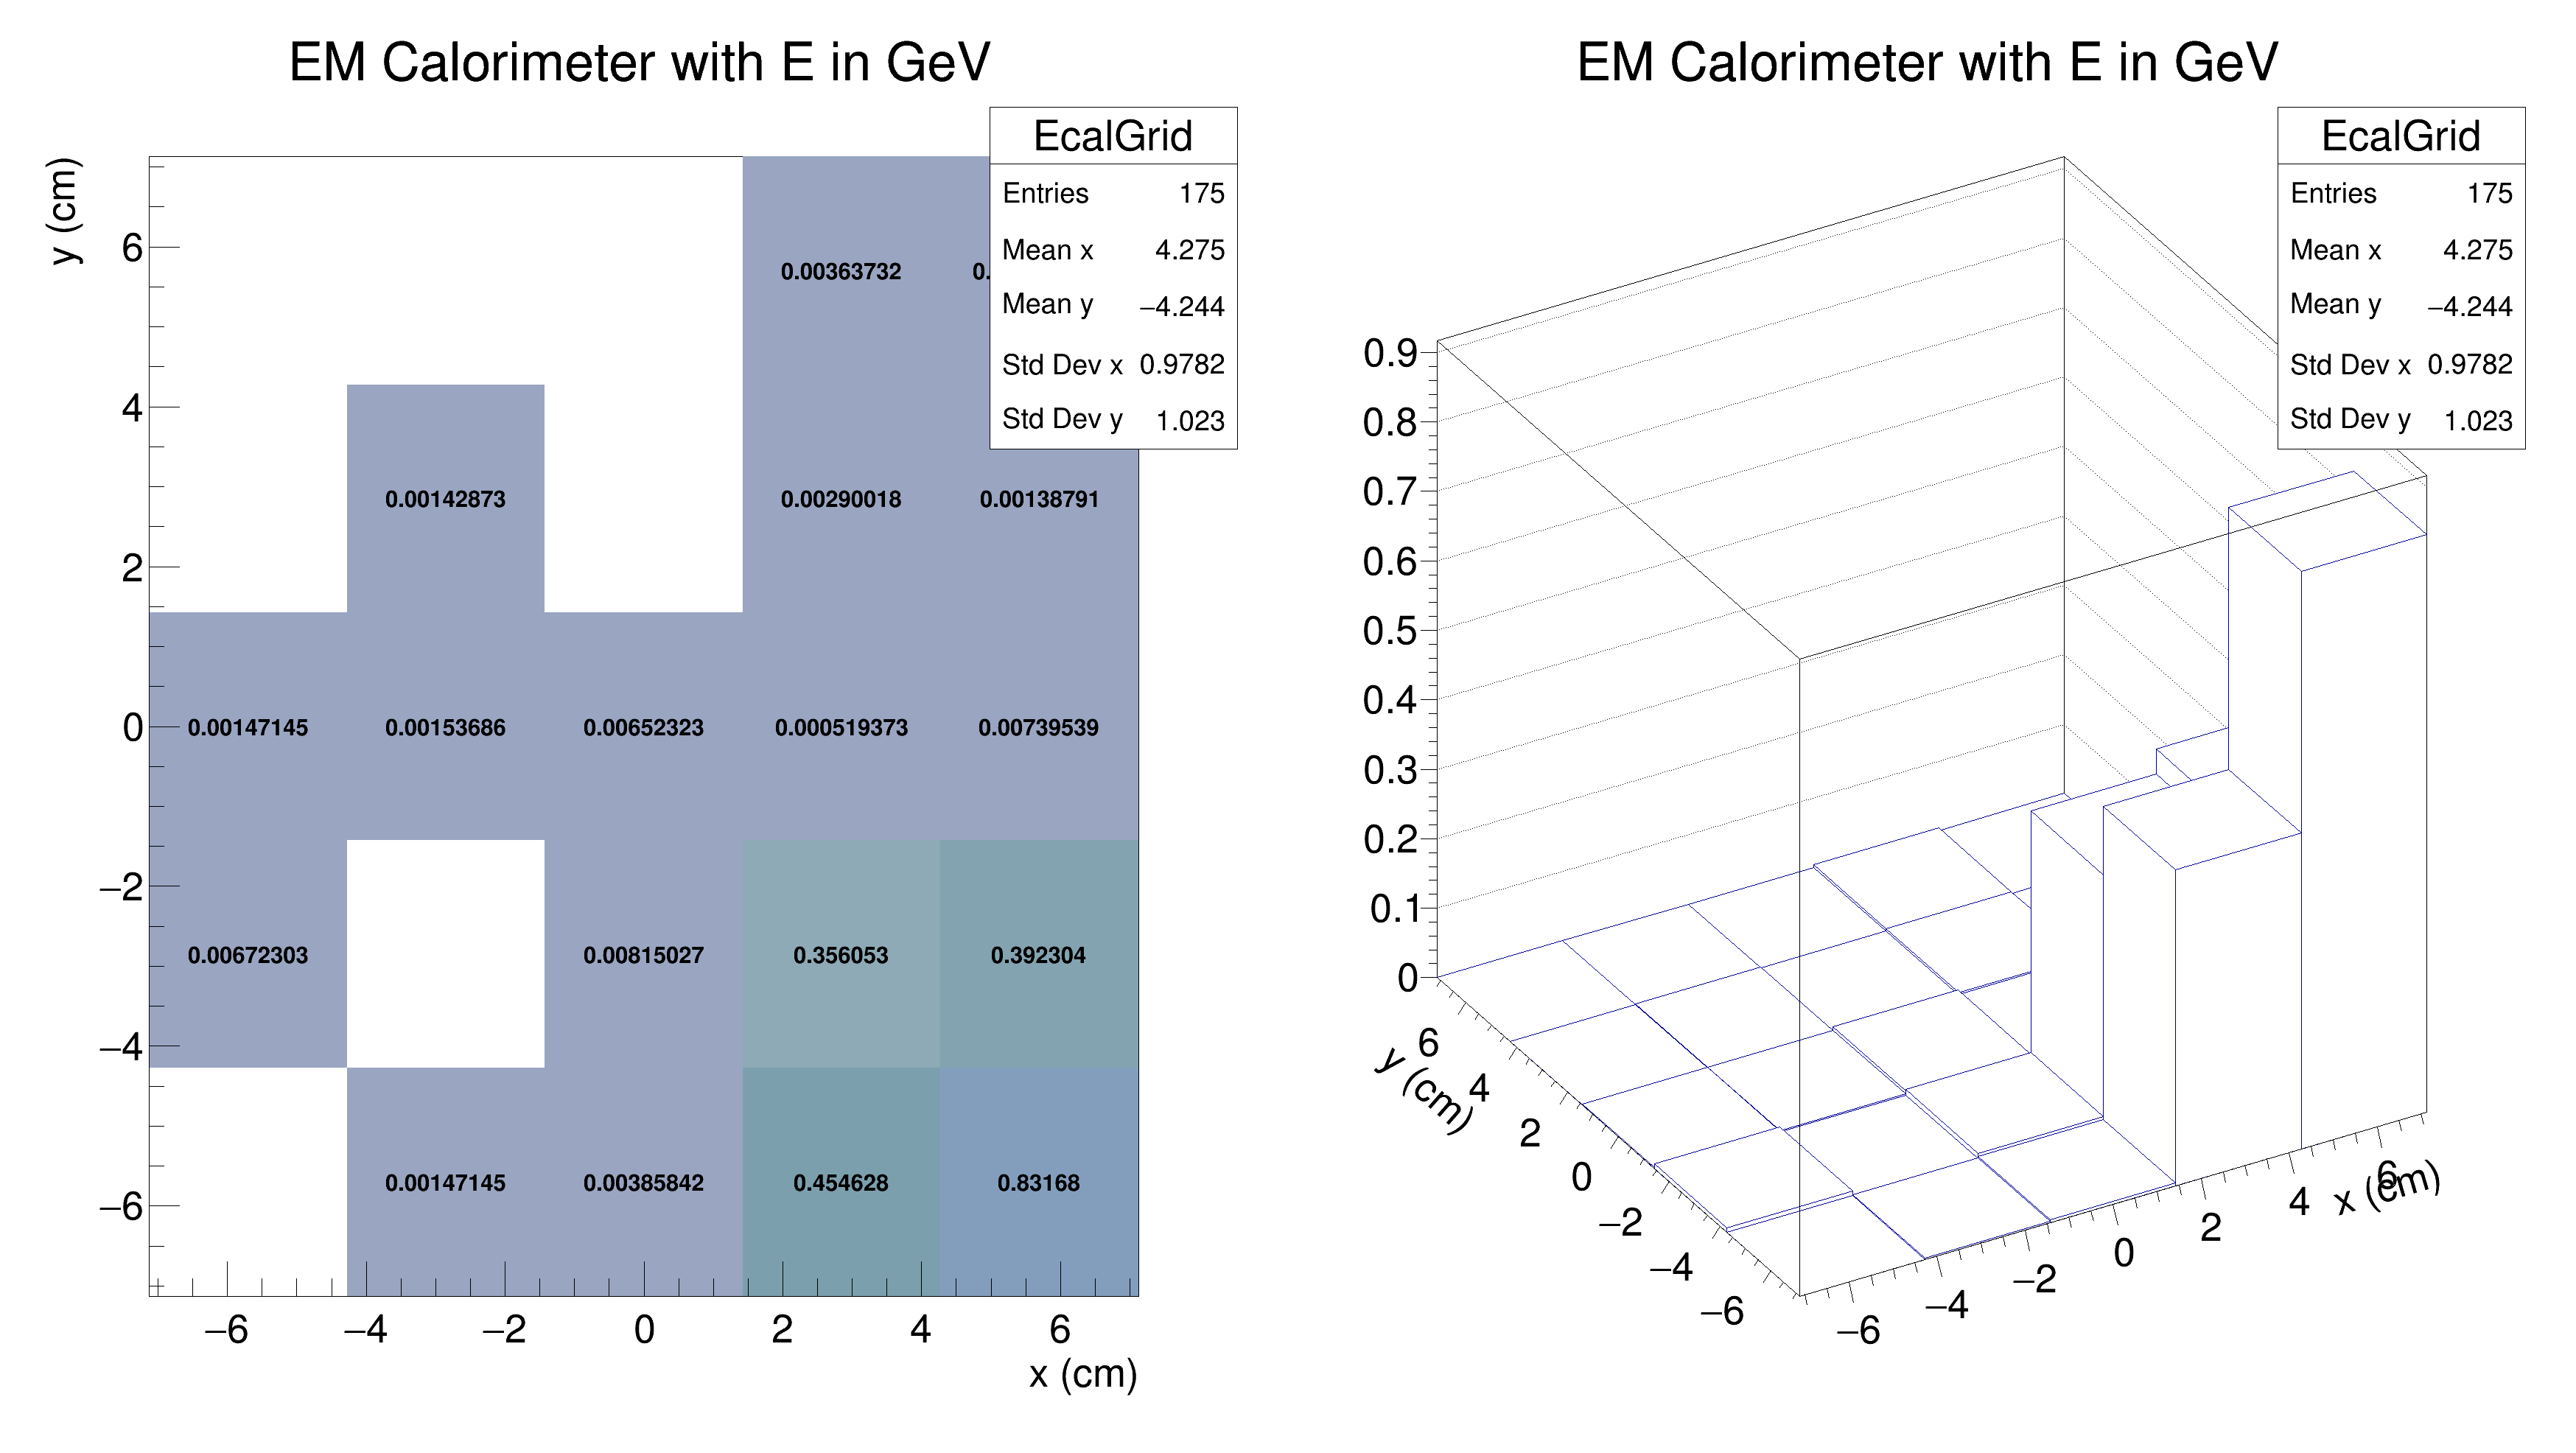 EM Calorimeter with E in GeV
EcalGrid
Entries 175
Mean x 4.275
Mean y −4.244
Std Dev x 0.9782
Std Dev y 1.023
y (cm)
6
4
2
0
−2
−4
−6
0.00363732 0.
0.00142873 0.00290018 0.00138791
0.00147145 0.00153686 0.00652323 0.000519373 0.00739539
0.00672303 0.00815027 0.356053 0.392304
0.00147145 0.00385842 0.454628 0.83168
−6 −4 −2 0 2 4 6
x (cm)
EM Calorimeter with E in GeV
EcalGrid
Entries 175
Mean x 4.275
Mean y −4.244
Std Dev x 0.9782
Std Dev y 1.023
0.9
0.8
0.7
0.6
0.5
0.4
0.3
0.2
0.1
0
6
4
2
0
−2
−4
−6
y (cm)
−6
−4
−2
0
2
4
6
x (cm)